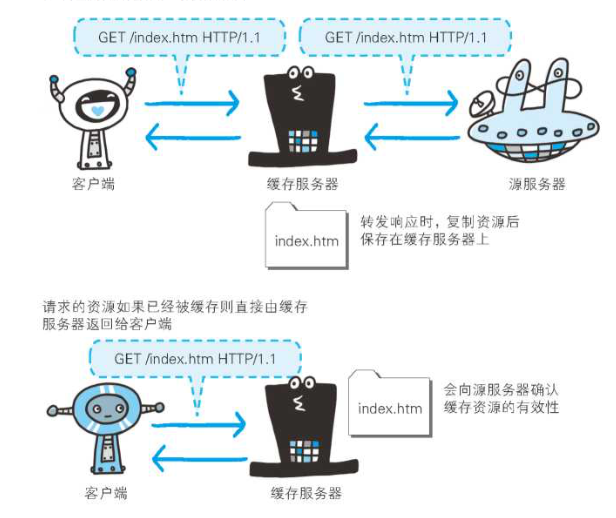 GET /index.htm HTTP/1.1
GET /index.htm HTTP/1.1
客户端
缓存服务器
源服务器
index.htm
转发响应时，复制资源后
保存在缓存服务器上
请求的资源如果已经被缓存则直接由缓存
服务器返回给客户端
GET /index.htm HTTP/1.1
index.htm
会向源服务器确认
缓存资源的有效性
客户端
缓存服务器